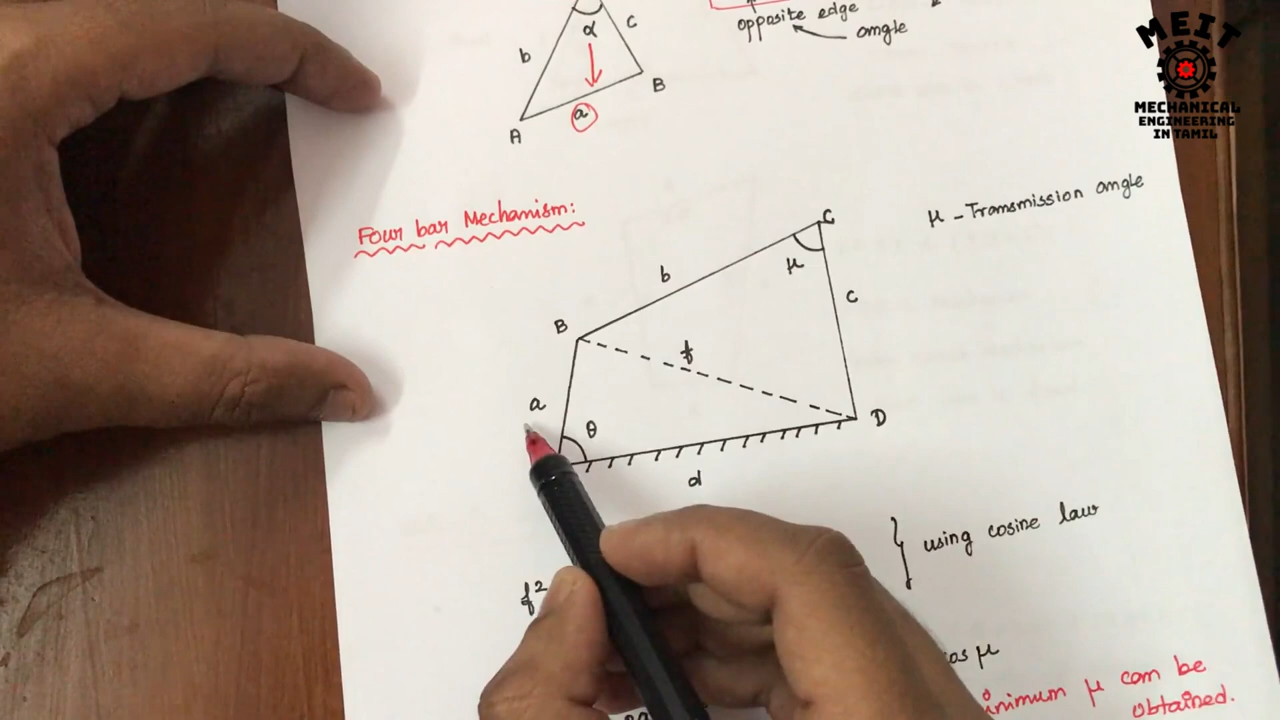 α
b
c
B
a
A
opposite edge
angle
MEIT
MECHANICAL
ENGINEERING
IN TAMIL
Four bar Mechanism:
μ - Transmission angle
C
b
μ
B
c
f
a
θ
D
d
} using cosine law
f²
cos μ
minimum μ can be
obtained.